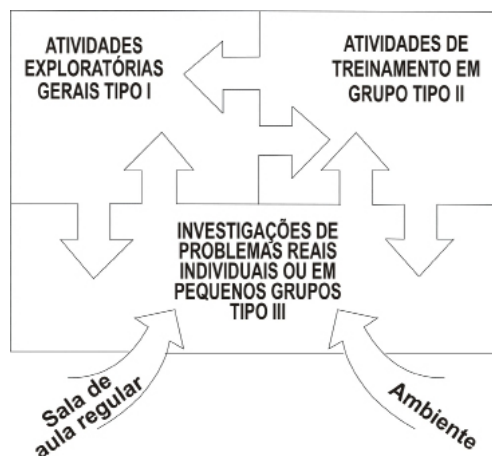 ATIVIDADES
EXPLORATÓRIAS
GERAIS TIPO I
ATIVIDADES DE
TREINAMENTO EM
GRUPO TIPO II
INVESTIGAÇÕES DE
PROBLEMAS REAIS
INDIVIDUAIS OU EM
PEQUENOS GRUPOS
TIPO III
Sala de
aula regular
Ambiente